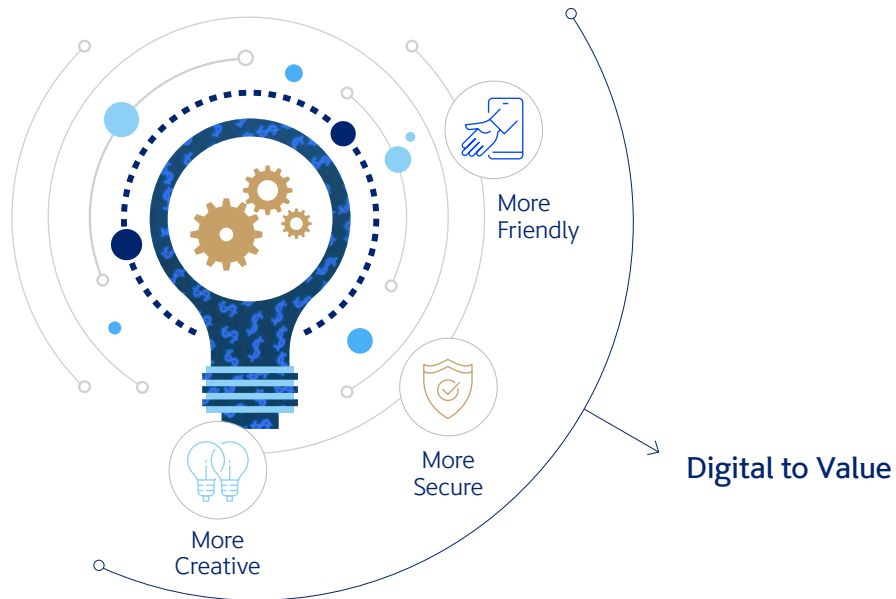 More
Friendly
More
Secure
Digital to Value
More
Creative